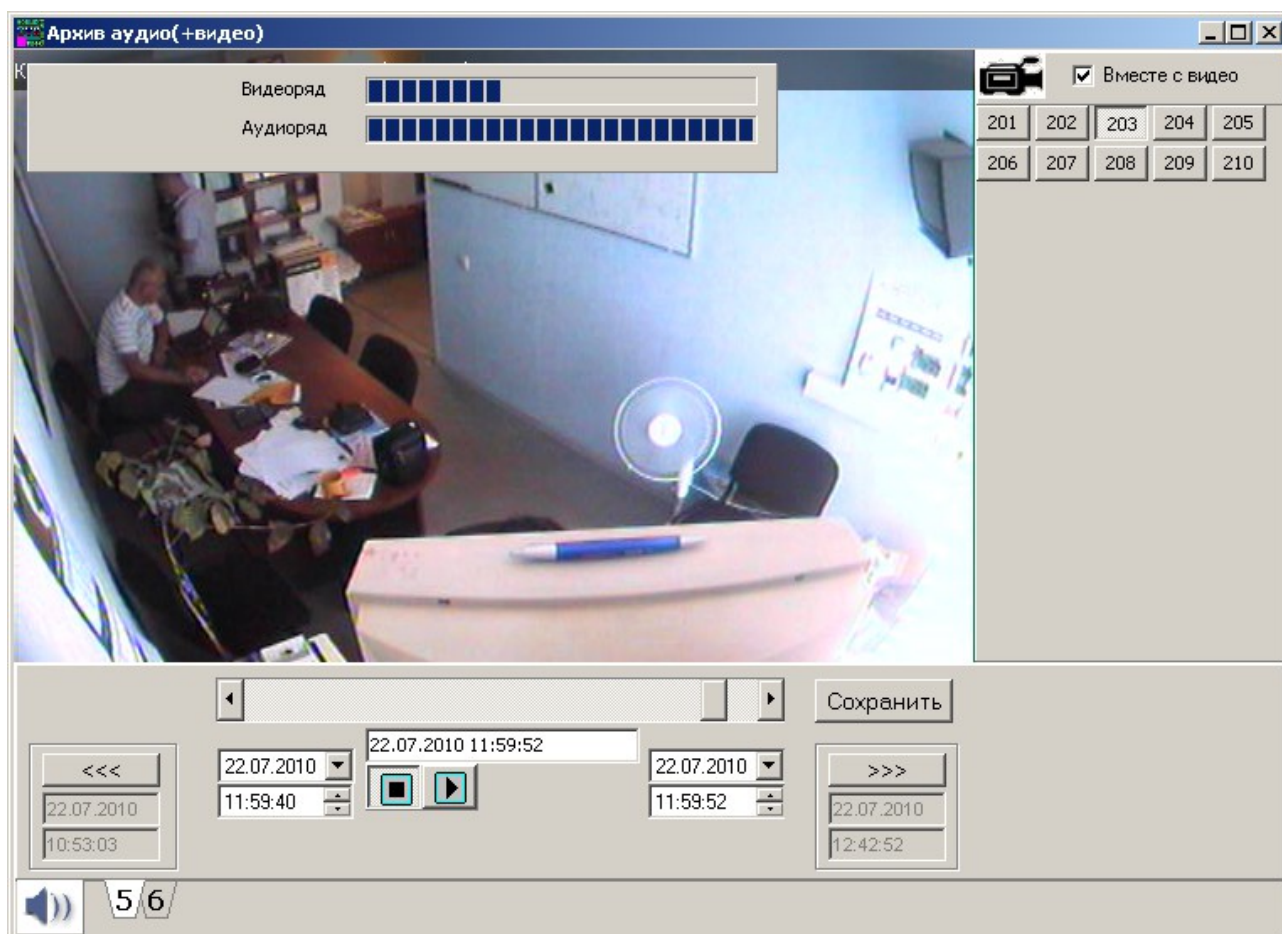 Архив аудио(+видео)
Видеоряд
Аудиоряд
Вместе с видео
201 202 203 204 205
206 207 208 209 210
Сохранить
22.07.2010 11:59:52
<<< 22.07.2010 22.07.2010 >>>
22.07.2010 11:59:40 11:59:52 22.07.2010
10:53:03 12:42:52
5 6